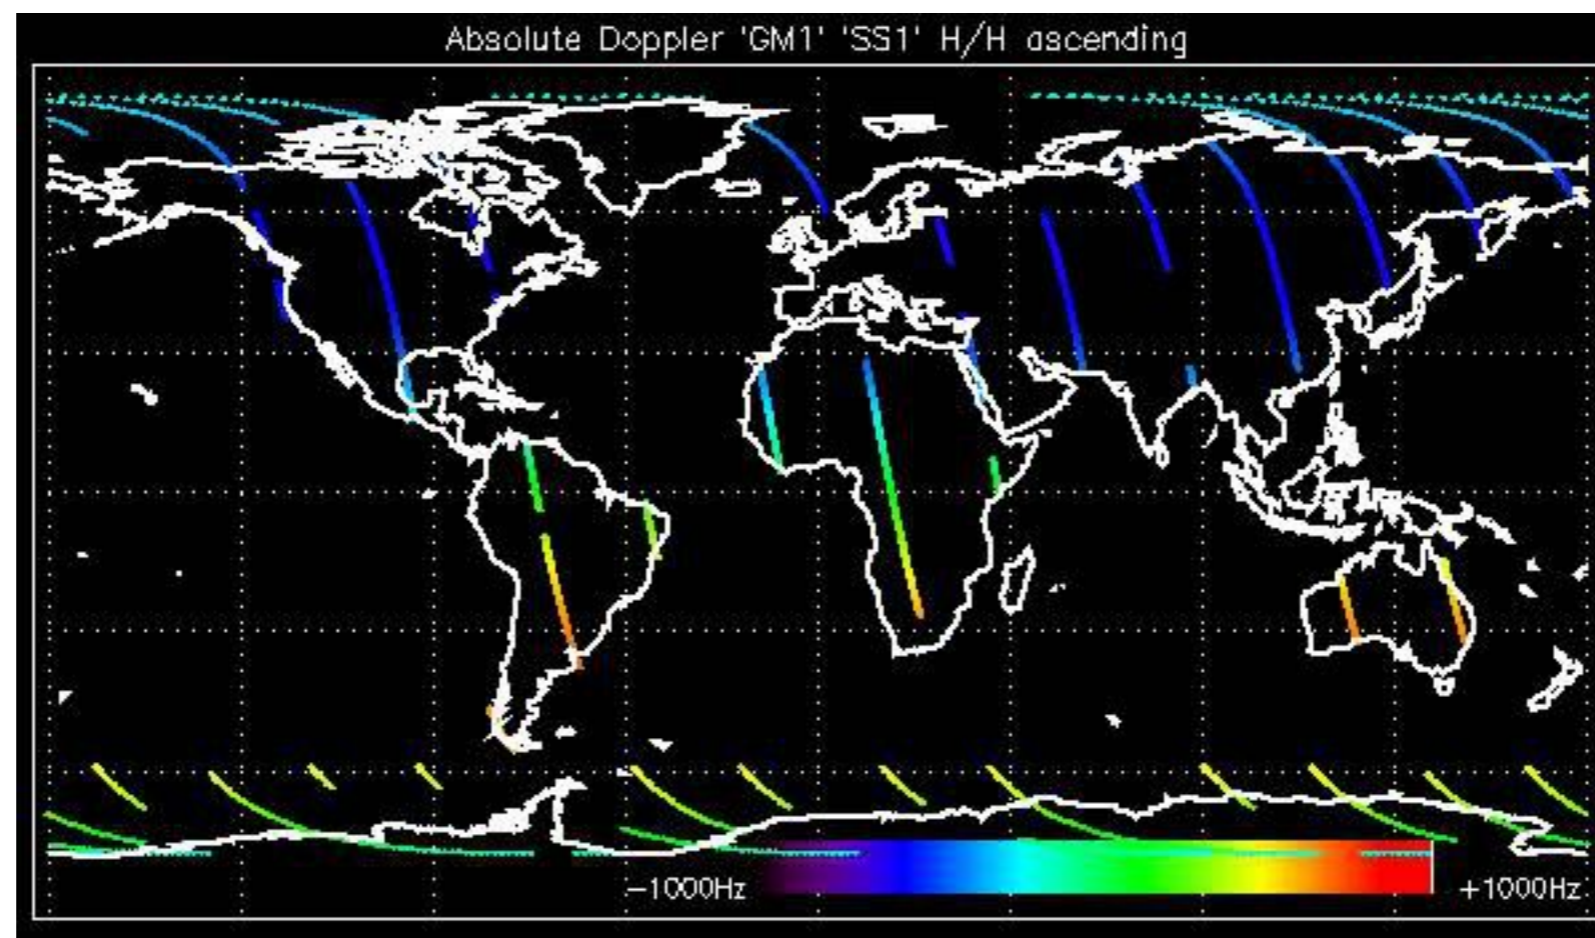 Absolute Doppler 'GM1' 'SS1' H/H ascending
-1000Hz
+1000Hz